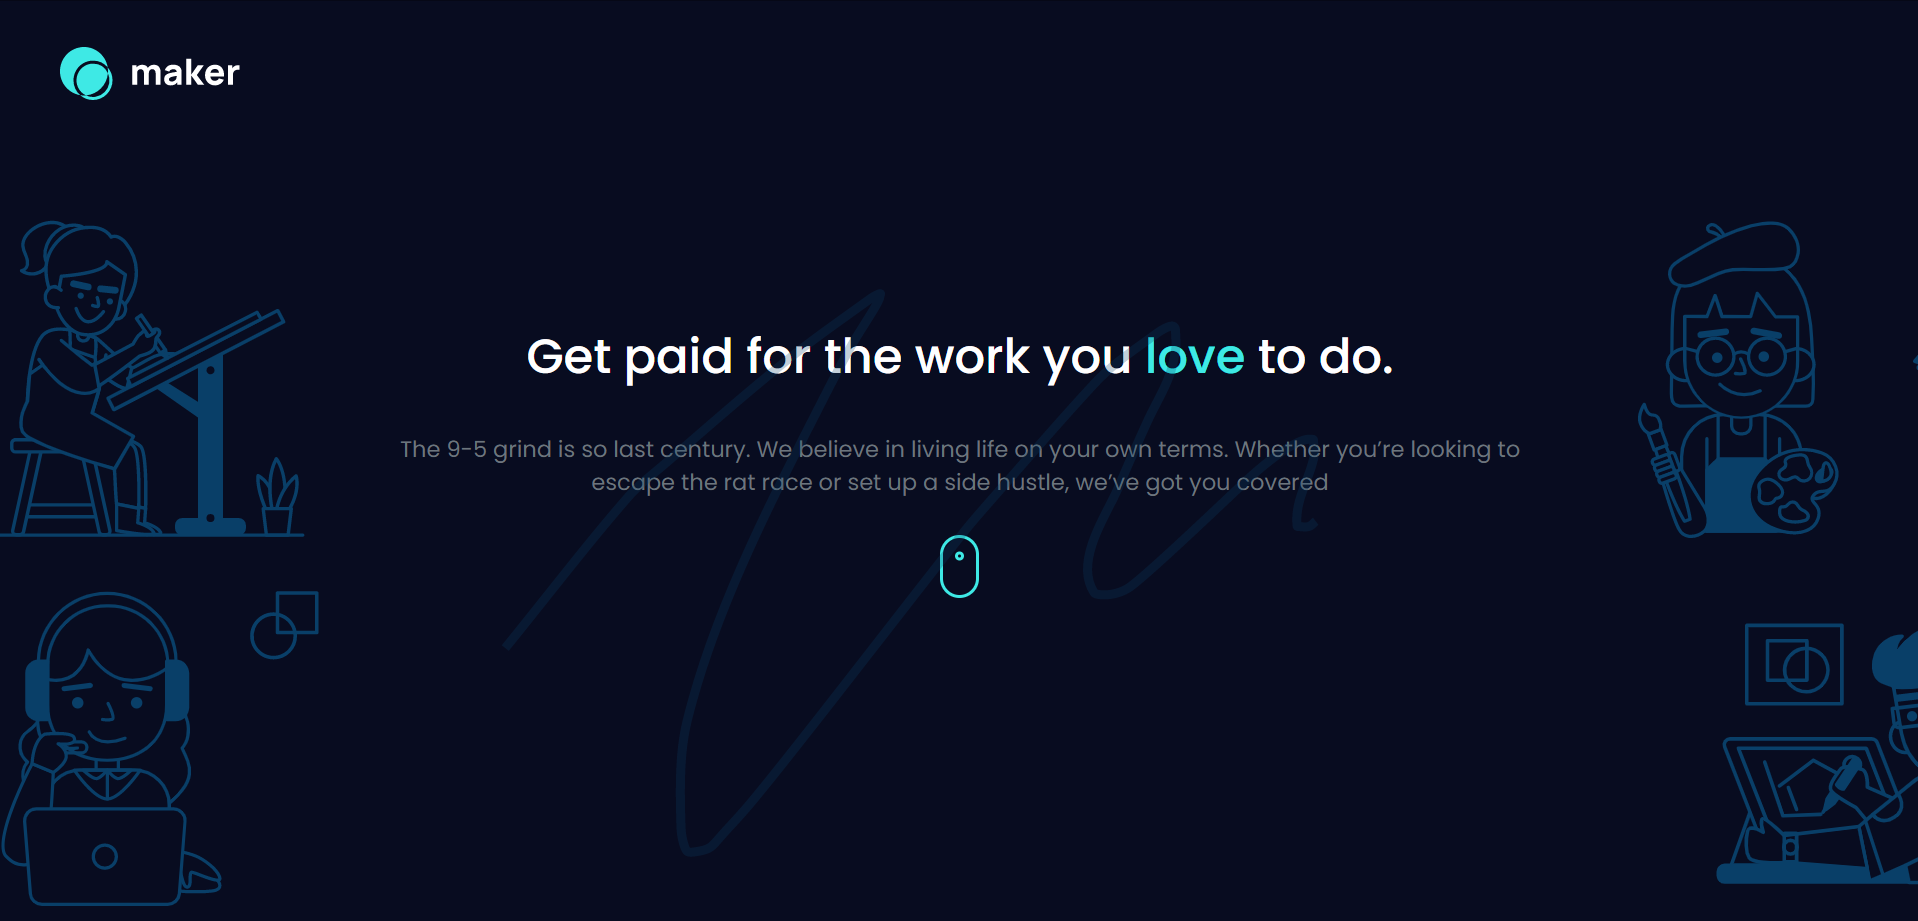 maker
Get paid for the work you love to do.
The 9-5 grind is so last century. We believe in living life on your own terms. Whether you’re looking to
escape the rat race or set up a side hustle, we’ve got you covered